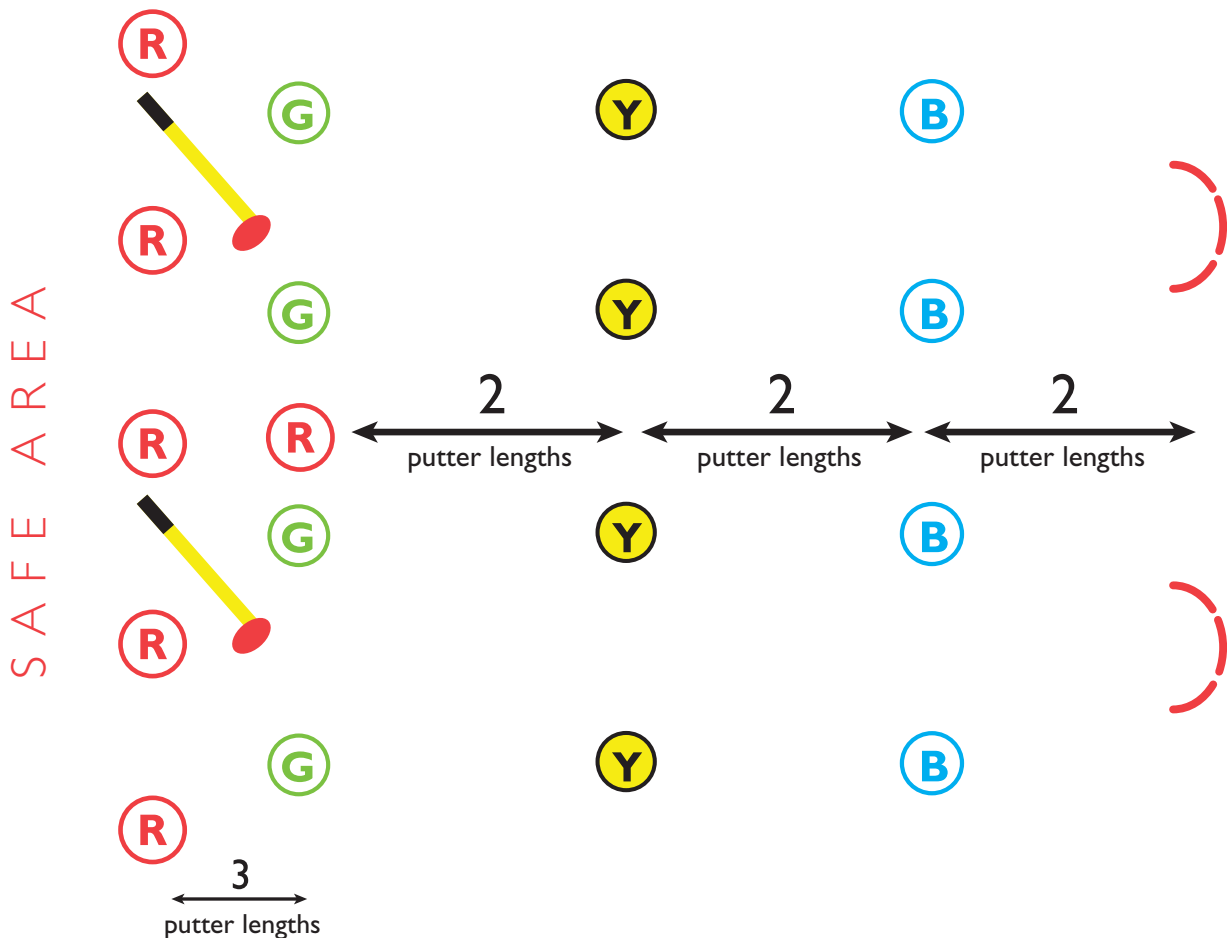 R
G Y B
R
G Y B
SAFE AREA
2 2 2
R R
putter lengths putter lengths putter lengths
G Y B
R
G Y B
R
3
putter lengths